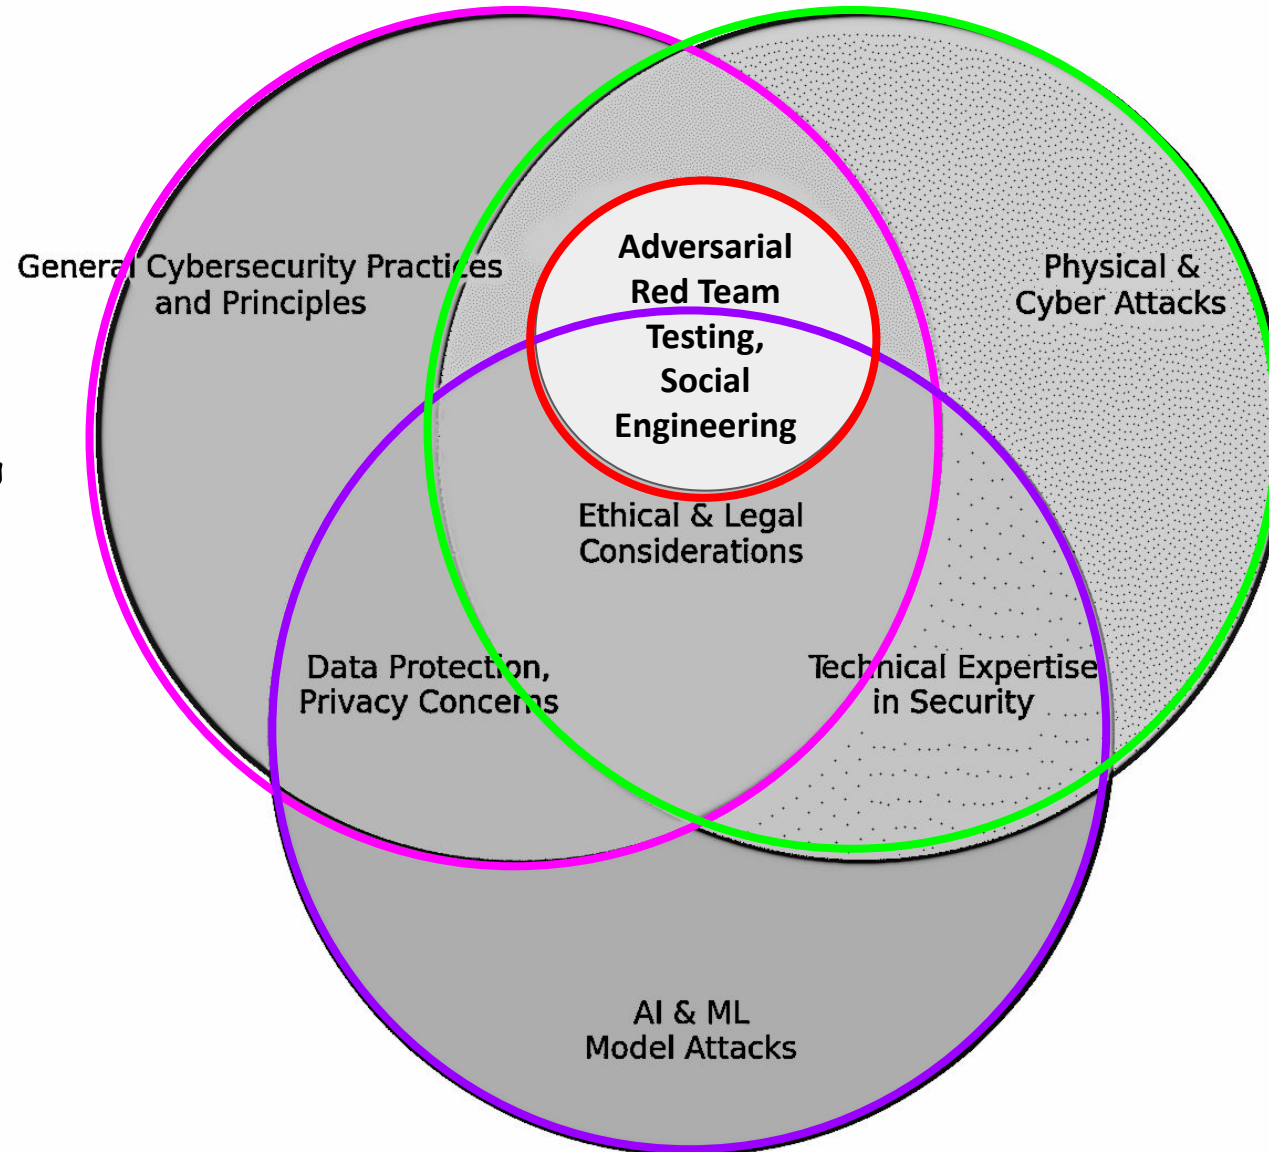 Adversarial
Red Team
Testing,
Social
Engineering
General Cybersecurity Practices
and Principles
Physical &
Cyber Attacks
Ethical & Legal
Considerations
Data Protection,
Privacy Concerns
Technical Expertise
in Security
AI & ML
Model Attacks